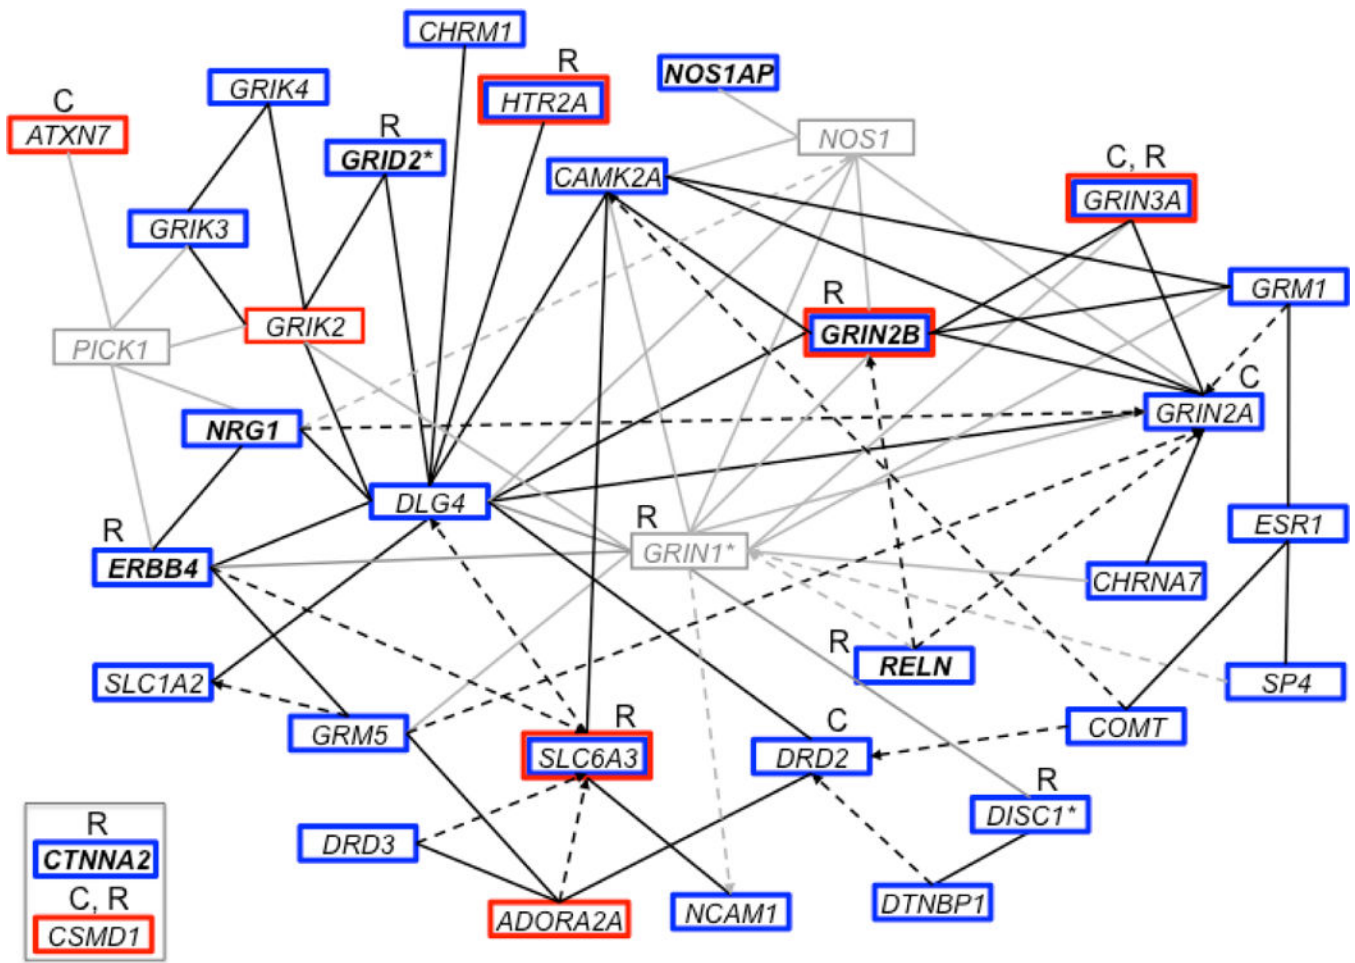 CHRM1
R
HTR2A
NOS1AP
GRIK4
C
ATXN7
R
GRID2*
NOS1
CAMK2A
C, R
GRIN3A
GRIK3
GRM1
R
GRIN2B
GRIK2
PICK1
C
GRIN2A
NRG1
DLG4
R
GRIN1*
ESR1
R
ERBB4
CHRNA7
R
RELN
SLC1A2
SP4
GRM5
R
SLC6A3
C
DRD2
COMT
R
DISC1*
DRD3
R
CTNNA2
C, R
CSMD1
ADORA2A
NCAM1
DTNBP1